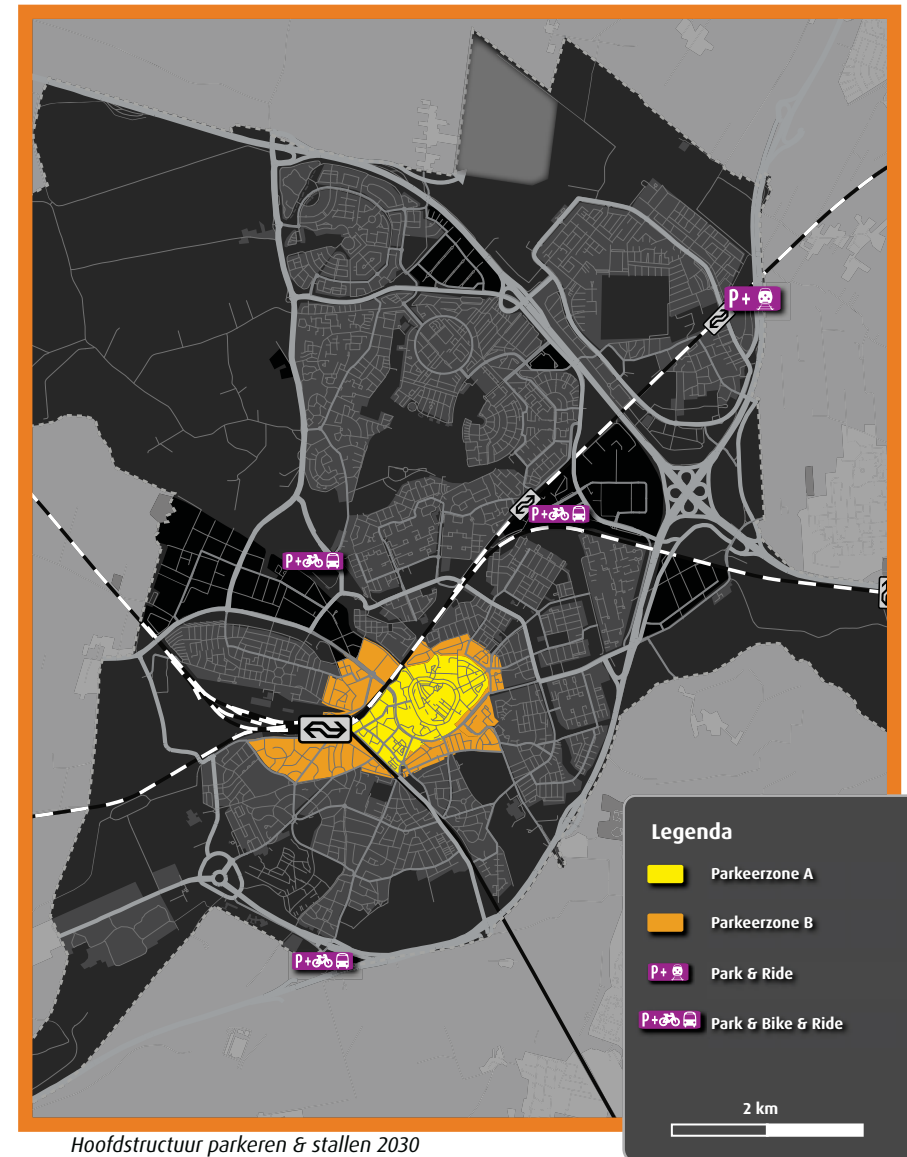 P+
P+
P+
P+
Legenda
Parkeerzone A
Parkeerzone B
P+ Park & Ride
P+ Park & Bike & Ride
2 km
Hoofdstructuur parkeren & stallen 2030